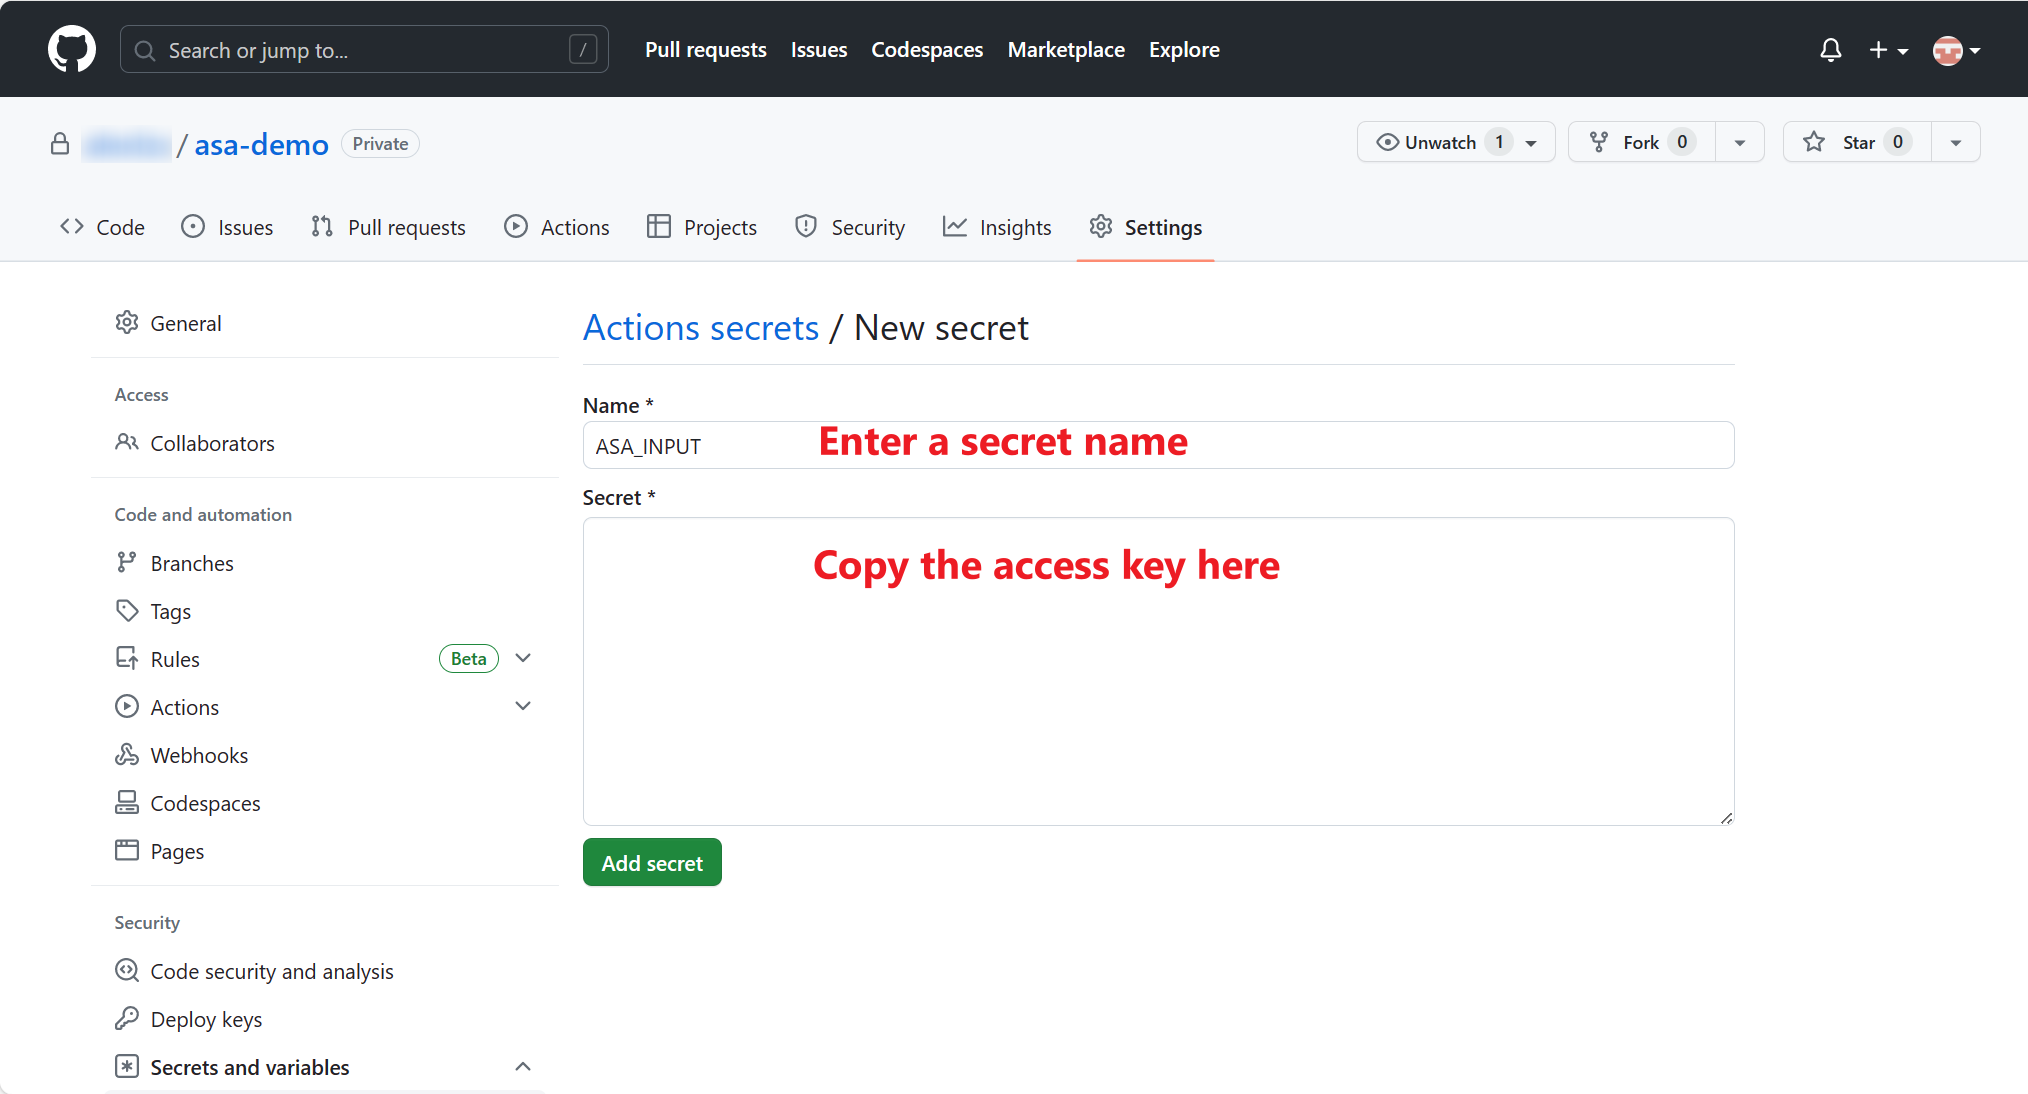 Search or jump to... /
Pull requests Issues Codespaces Marketplace Explore
/ asa-demo Private
Unwatch 1 Fork 0 Star 0
Code Issues Pull requests Actions Projects Security Insights Settings
General
Access
Collaborators
Code and automation
Branches
Tags
Rules Beta
Actions
Webhooks
Codespaces
Pages
Security
Code security and analysis
Deploy keys
Secrets and variables
Actions secrets / New secret
Name *
ASA_INPUT Enter a secret name
Secret *
Copy the access key here
Add secret